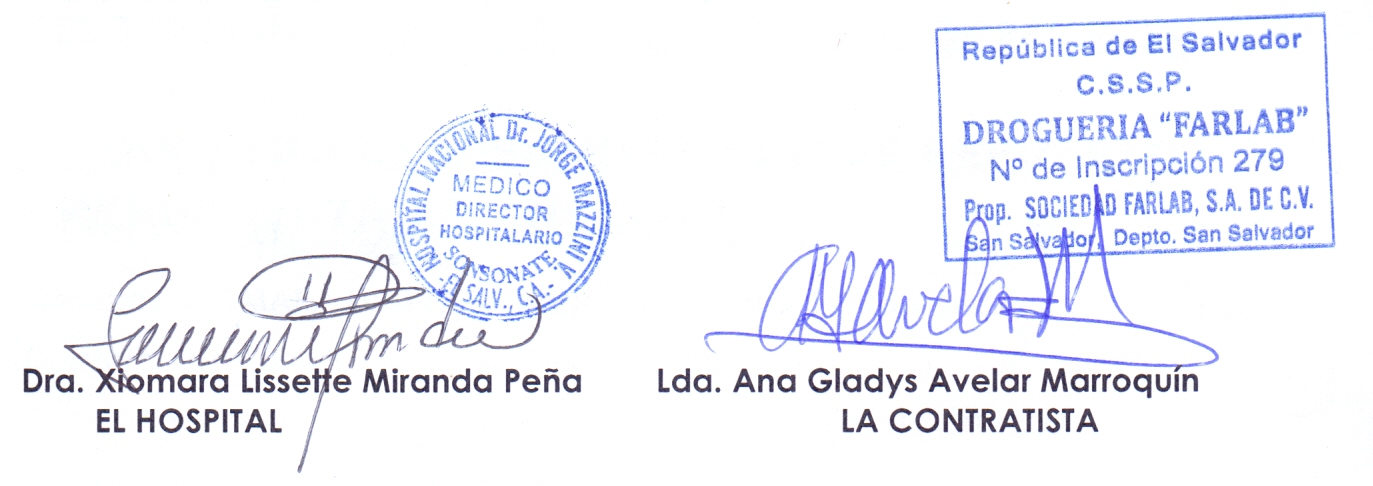 República de El Salvador
C.S.S.P.
DROGUERIA “FARLAB”
Nº de Inscripción 279
Prop. SOCIEDAD FARLAB, S.A. DE C.V.
San Salvador, Depto. San Salvador
HOSPITAL NACIONAL Dr. JORGE MAZZINI V.
MEDICO
DIRECTOR
HOSPITALARIO
SONSONATE
-EL SALV., C.A.-
Dra. Xiomara Lissette Miranda Peña
EL HOSPITAL
Lda. Ana Gladys Avelar Marroquín
LA CONTRATISTA